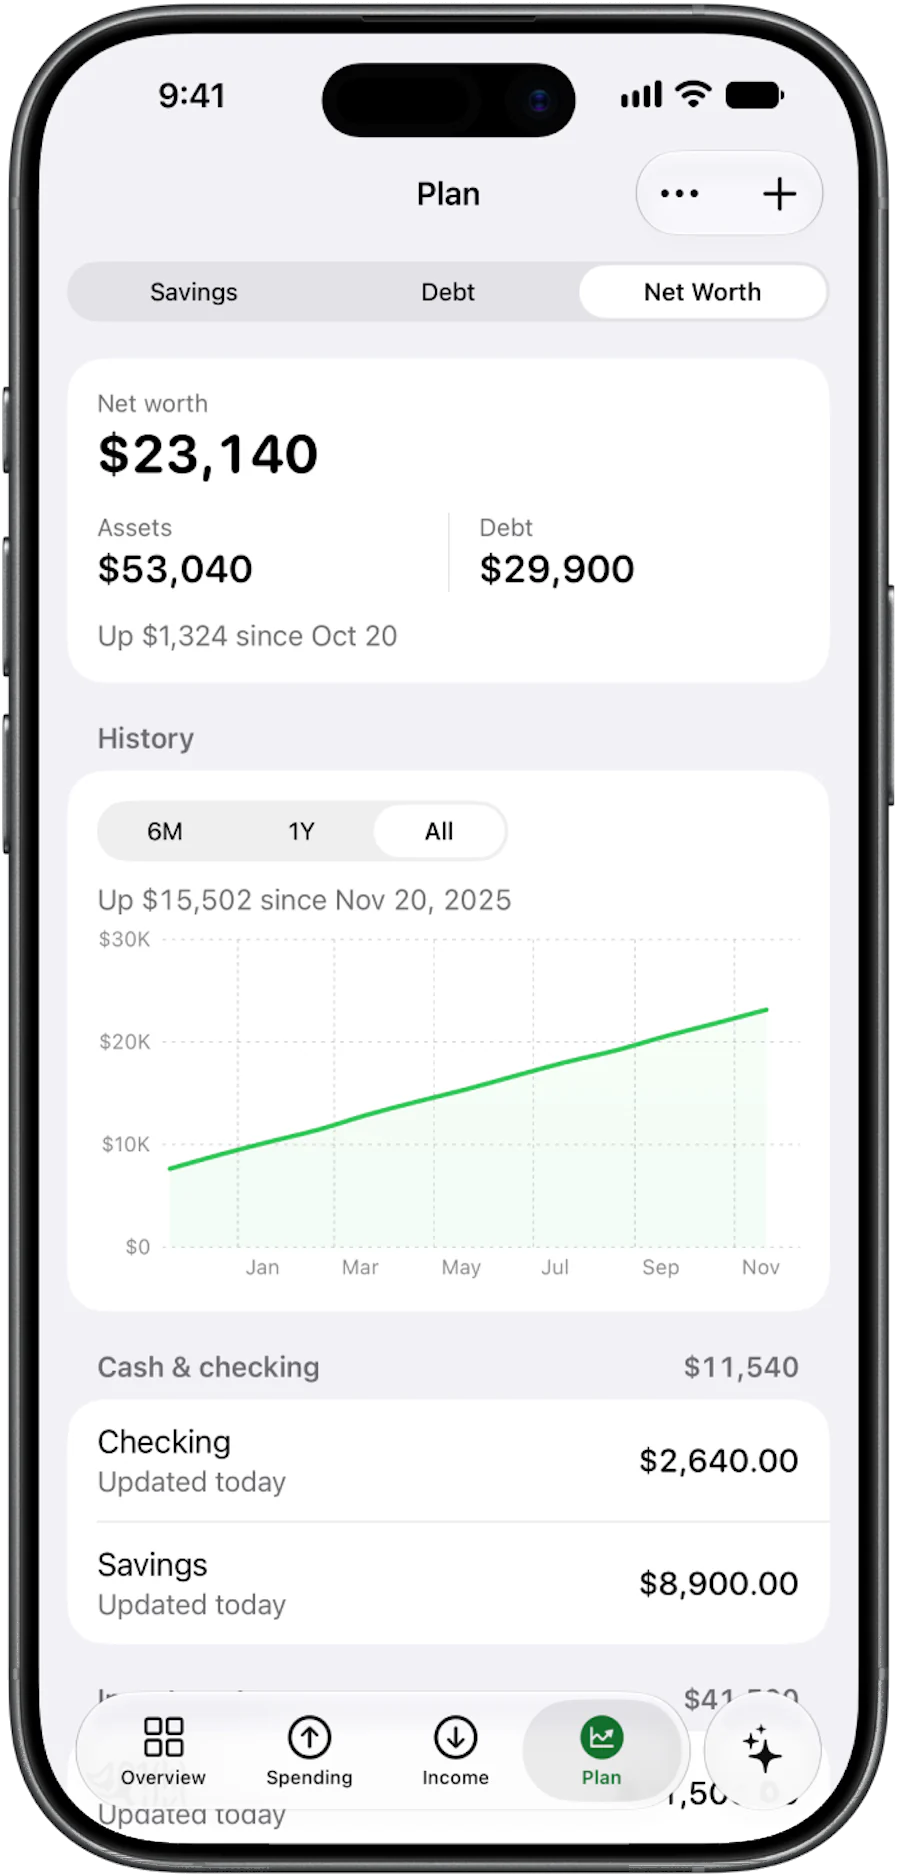 9:41
Plan
Savings Debt Net Worth
Net worth
$23,140
Assets Debt
$53,040 $29,900
Up $1,324 since Oct 20
History
6M 1Y All
Up $15,502 since Nov 20, 2025
$30K
$20K
$10K
$0
Jan Mar May Jul Sep Nov
Cash & checking $11,540
Checking
Updated today
$2,640.00
Savings
Updated today
$8,900.00
Overview Spending Income Plan
Updated today